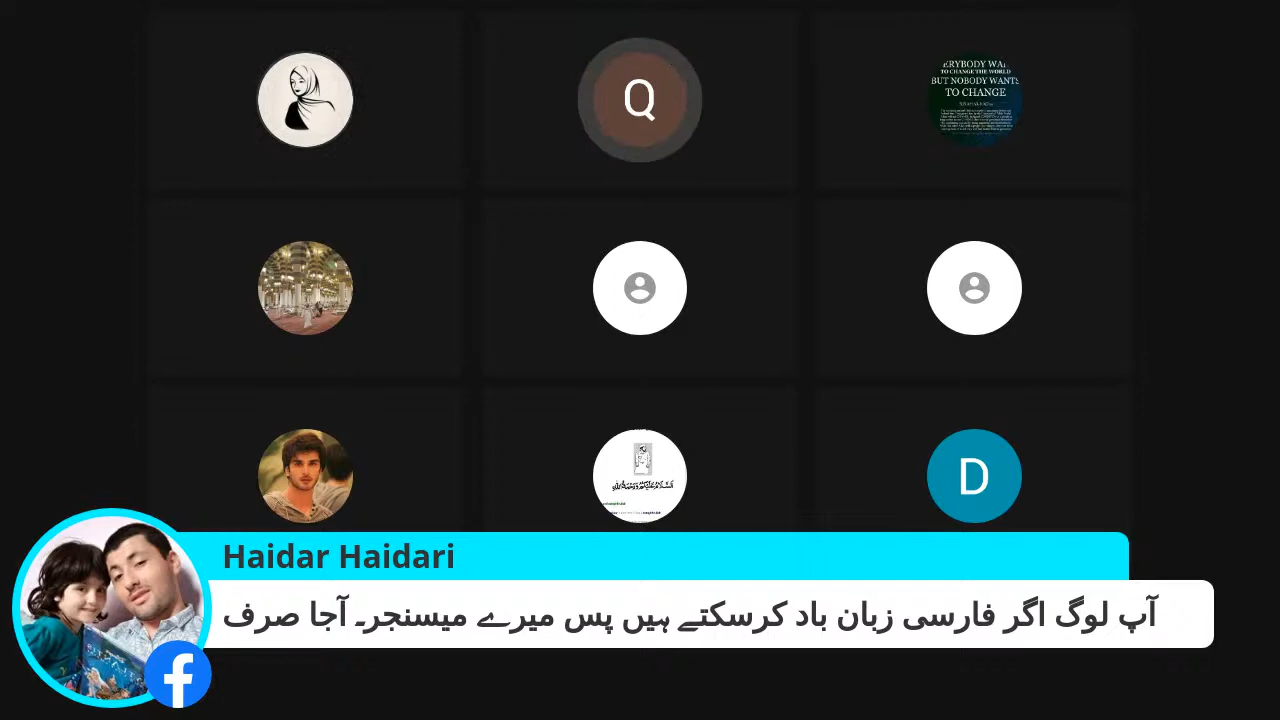 Q
ERYBODY WA
TO CHANGE THE WORLD
BUT NOBODY WANTS
TO CHANGE
D
Haidar Haidari
آپ لوگ اگر فارسی زبان باد کرسکتے ہیں پس میرے میسنجر۔ آجا صرف